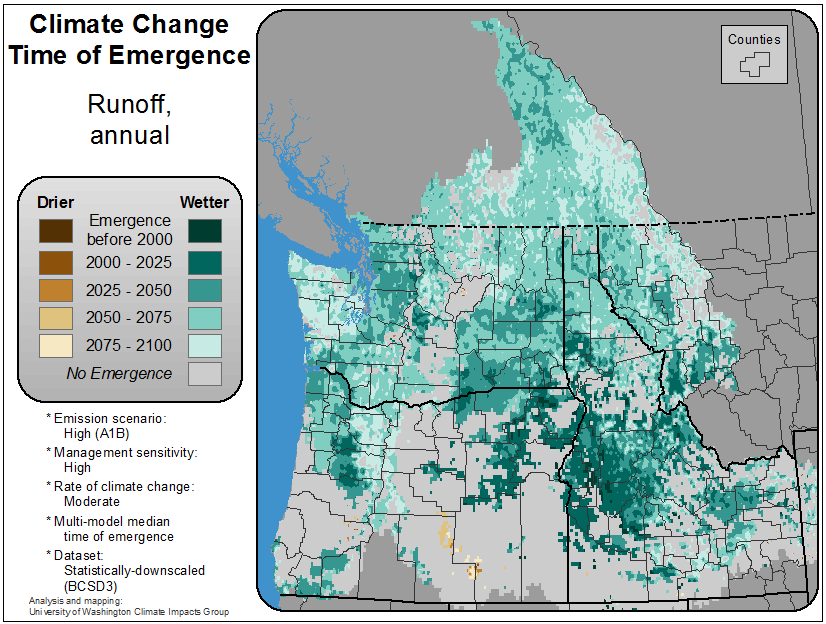 Climate Change
Time of Emergence
Runoff,
annual
Drier
Wetter
Emergence
before 2000
2000 - 2025
2025 - 2050
2050 - 2075
2075 - 2100
No Emergence
* Emission scenario:
High (A1B)
* Management sensitivity:
High
* Rate of climate change:
Moderate
* Multi-model median
time of emergence
* Dataset:
Statistically-downscaled
(BCSD3)
Analysis and mapping:
University of Washington Climate Impacts Group
Counties